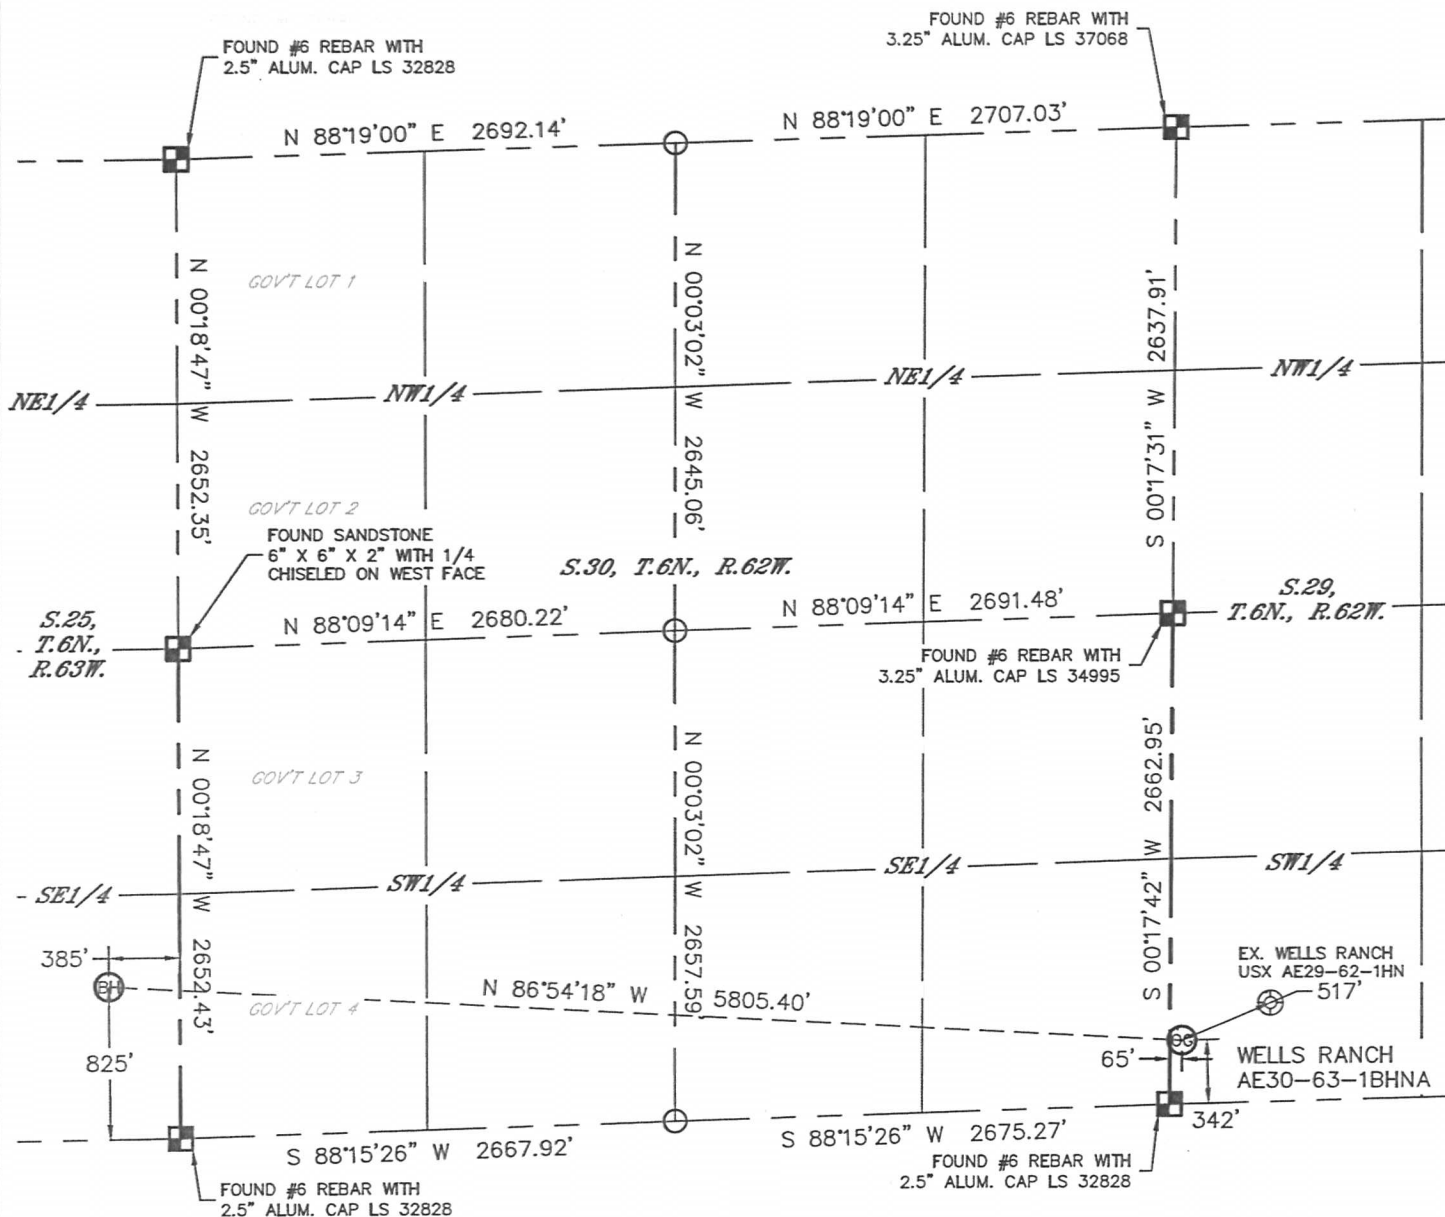 FOUND #6 REBAR WITH
3.25" ALUM. CAP LS 37068
FOUND #6 REBAR WITH
2.5" ALUM. CAP LS 32828
N 88°19'00" E 2692.14'
N 88°19'00" E 2707.03'
N 00°18'47" W 2652.35'
GOV'T LOT 1
N 00°03'02" W 2645.06'
S 00°17'31" W 2637.91'
NE1/4
NW1/4
NE1/4
NW1/4
GOV'T LOT 2
FOUND SANDSTONE
6" X 6" X 2" WITH 1/4
CHISELED ON WEST FACE
S.30, T.6N., R.62W.
S.25,
T.6N.,
R.63W.
N 88°09'14" E 2680.22'
N 88°09'14" E 2691.48'
S.29,
T.6N., R.62W.
FOUND #6 REBAR WITH
3.25" ALUM. CAP LS 34995
N 00°18'47" W 2652.43'
GOV'T LOT 3
N 00°03'02" W 2657.59'
S 00°17'42" W 2662.95'
SE1/4
SW1/4
SE1/4
SW1/4
385'
BH
N 86°54'18" W 5805.40'
GOV'T LOT 4
EX. WELLS RANCH
USX AE29-62-1HN
517'
OG
825'
65'
WELLS RANCH
AE30-63-1BHNA
342'
S 88°15'26" W 2667.92'
S 88°15'26" W 2675.27'
FOUND #6 REBAR WITH
2.5" ALUM. CAP LS 32828
FOUND #6 REBAR WITH
2.5" ALUM. CAP LS 32828